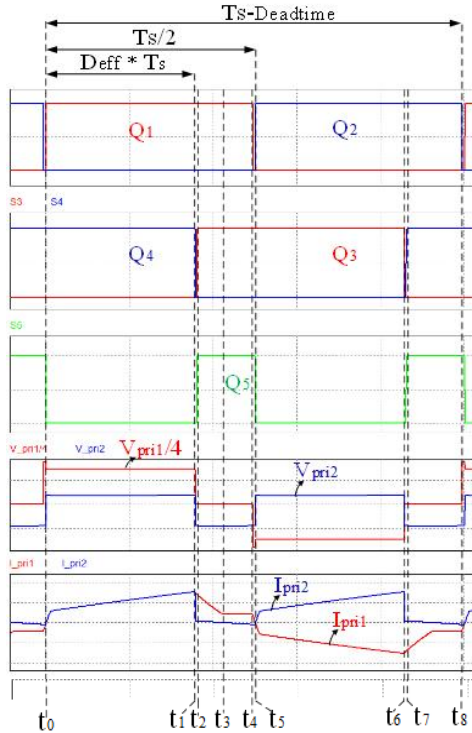 Ts-Deadtime
Ts/2
Deff * Ts
Q1 Q2
S3 S4
Q4 Q3
S5
Q5
V_pri1/4 V_pri2
Vpri1/4 Vpri2
I_pri1 I_pri2
Ipri2
Ipri1
t0 t1 t2 t3 t4 t5 t6 t7 t8